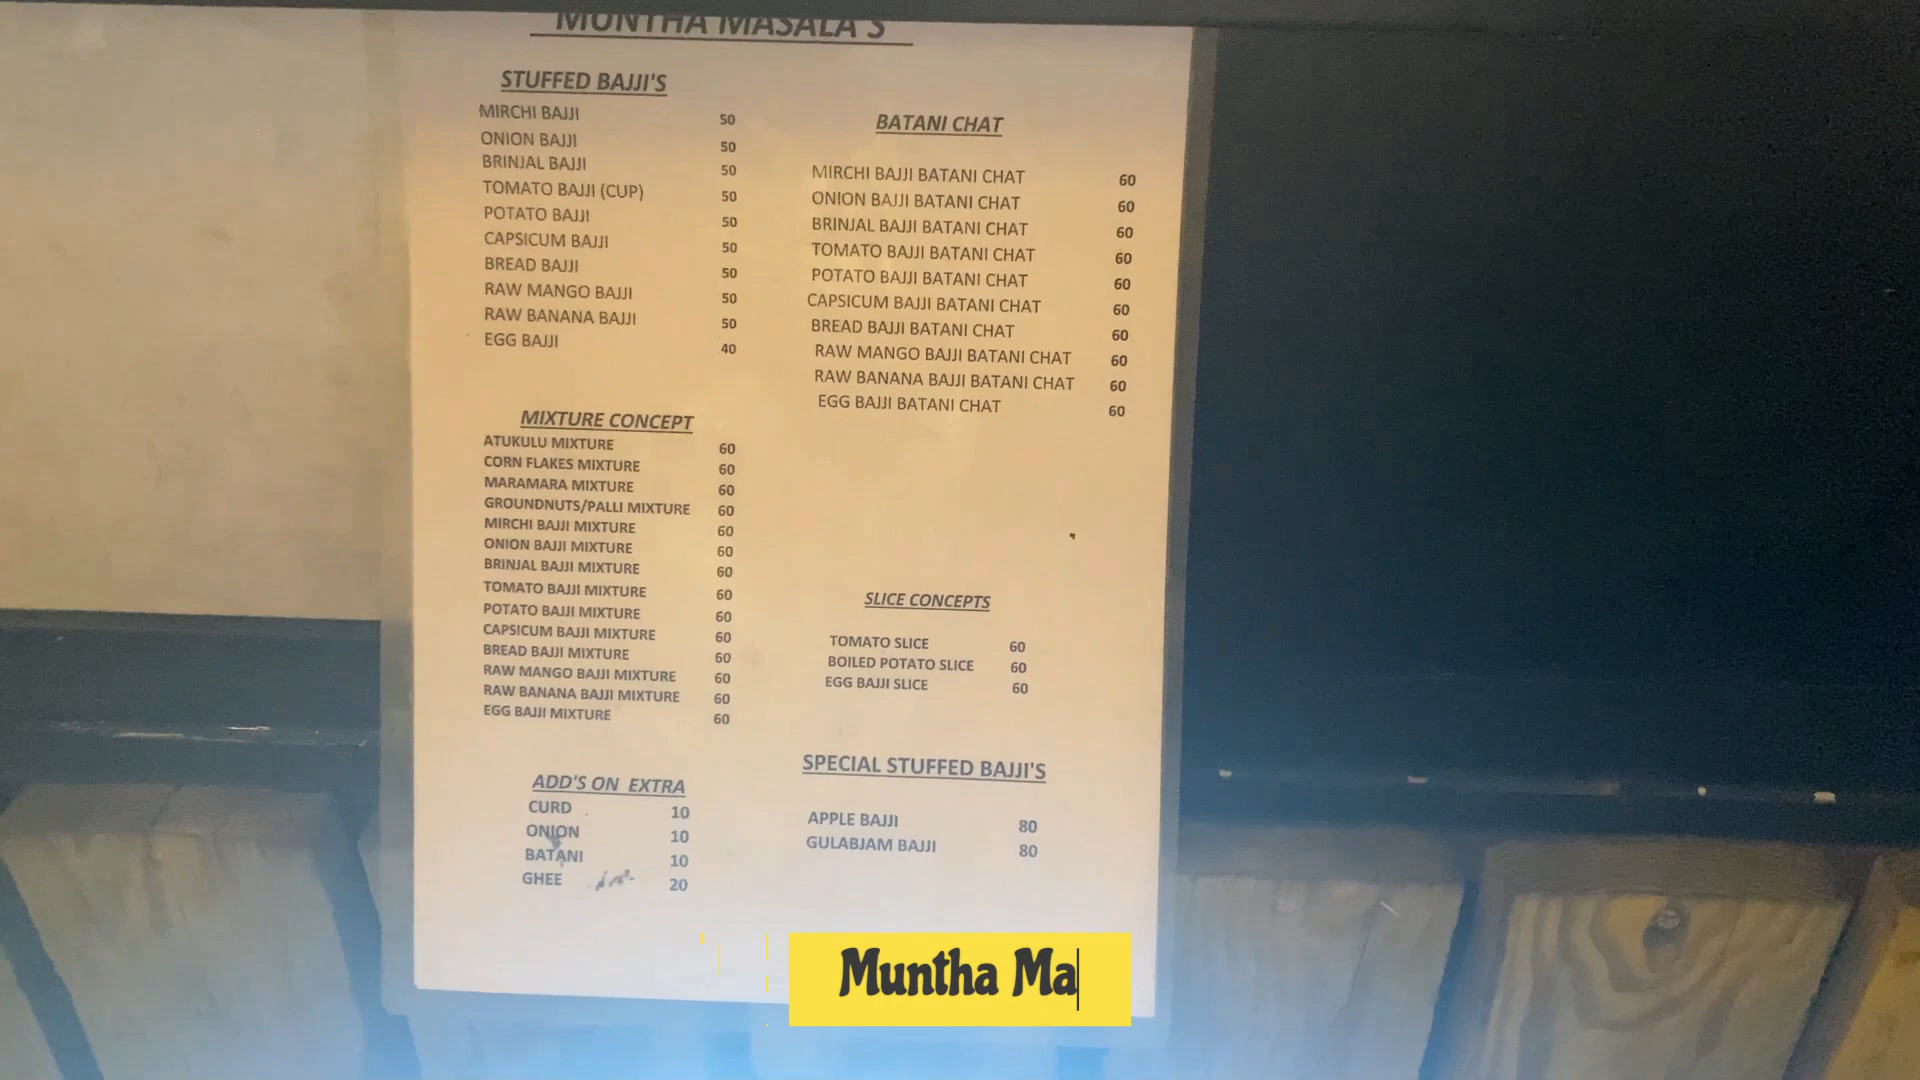 MUNTHA MASALA'S
STUFFED BAJJI'S
MIRCHI BAJJI 50
ONION BAJJI 50
BRINJAL BAJJI 50
TOMATO BAJJI (CUP) 50
POTATO BAJJI 50
CAPSICUM BAJJI 50
BREAD BAJJI 50
RAW MANGO BAJJI 50
RAW BANANA BAJJI 50
EGG BAJJI 40
MIXTURE CONCEPT
ATUKULU MIXTURE 60
CORN FLAKES MIXTURE 60
MARAMARA MIXTURE 60
GROUNDNUTS/PALLI MIXTURE 60
MIRCHI BAJJI MIXTURE 60
ONION BAJJI MIXTURE 60
BRINJAL BAJJI MIXTURE 60
TOMATO BAJJI MIXTURE 60
POTATO BAJJI MIXTURE 60
CAPSICUM BAJJI MIXTURE 60
BREAD BAJJI MIXTURE 60
RAW MANGO BAJJI MIXTURE 60
RAW BANANA BAJJI MIXTURE 60
EGG BAJJI MIXTURE 60
ADD'S ON EXTRA
CURD 10
ONION 10
BATANI 10
GHEE 20
BATANI CHAT
MIRCHI BAJJI BATANI CHAT 60
ONION BAJJI BATANI CHAT 60
BRINJAL BAJJI BATANI CHAT 60
TOMATO BAJJI BATANI CHAT 60
POTATO BAJJI BATANI CHAT 60
CAPSICUM BAJJI BATANI CHAT 60
BREAD BAJJI BATANI CHAT 60
RAW MANGO BAJJI BATANI CHAT 60
RAW BANANA BAJJI BATANI CHAT 60
EGG BAJJI BATANI CHAT 60
SLICE CONCEPTS
TOMATO SLICE 60
BOILED POTATO SLICE 60
EGG BAJJI SLICE 60
SPECIAL STUFFED BAJJI'S
APPLE BAJJI 80
GULABJAM BAJJI 80
Muntha Ma